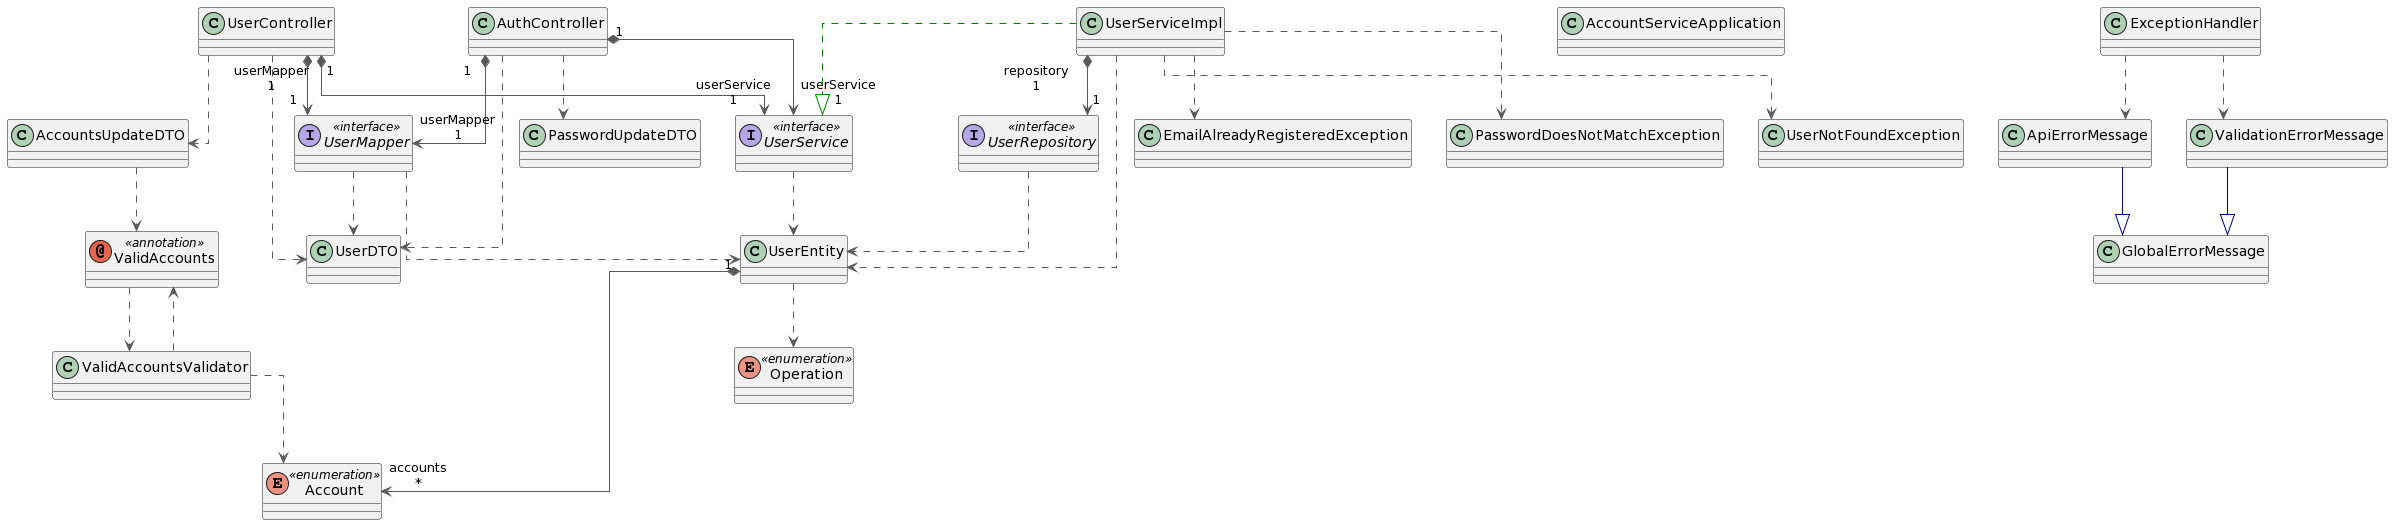 C UserController
C AuthController
C UserServiceImpl
C AccountServiceApplication
C ExceptionHandler
1
userMapper
1
1
1
1
userService
1
userService
1
repository
1
1
userMapper
1
C AccountsUpdateDTO
I «interface»
UserMapper
C PasswordUpdateDTO
I «interface»
UserService
I «interface»
UserRepository
C EmailAlreadyRegisteredException
C PasswordDoesNotMatchException
C UserNotFoundException
C ApiErrorMessage
C ValidationErrorMessage
@ «annotation»
ValidAccounts
C UserDTO
C UserEntity
1
C GlobalErrorMessage
C ValidAccountsValidator
E «enumeration»
Operation
E «enumeration»
Account
accounts
*